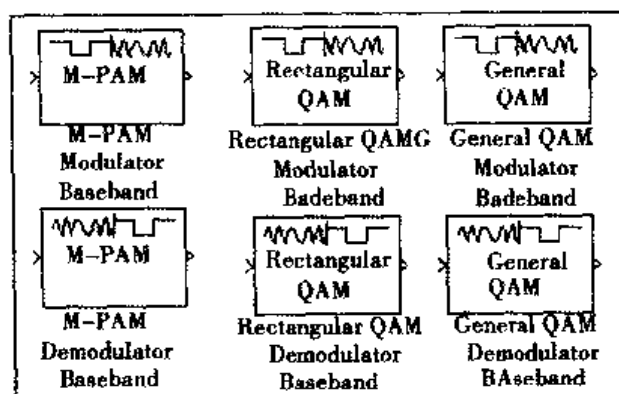 M-PAM
Rectangular
QAM
General
QAM
M-PAM
Modulator
Baseband
Rectangular QAMG
Modulator
Badeband
General QAM
Modulator
Badeband
M-PAM
Rectangular
QAM
General
QAM
M-PAM
Demodulator
Baseband
Rectangular QAM
Demodulator
Baseband
General QAM
Demodulator
BAseband